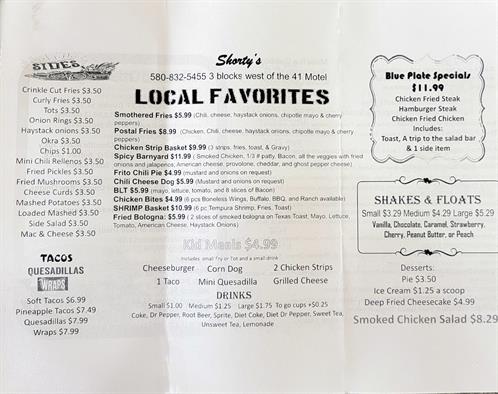 SIDES
Crinkle Cut Fries $3.50
Curly Fries $3.50
Tots $3.50
Onion Rings $3.50
Haystack onions $3.50
Okra $3.50
Chips $1.00
Mini Chili Rellenos $3.50
Fried Pickles $3.50
Fried Mushrooms $3.50
Cheese Curds $3.50
Mashed Potatoes $3.50
Loaded Mashed $3.50
Side Salad $3.50
Mac & Cheese $3.50
TACOS
QUESADILLAS
WRAPS
Soft Tacos $6.99
Pineapple Tacos $7.49
Quesadillas $7.99
Wraps $7.99
Shorty's
580-832-5455 3 blocks west of the 41 Motel
LOCAL FAVORITES
Smothered Fries $5.99 (Chili, cheese, haystack onions, chipotle mayo & cherry
peppers)
Postal Fries $8.99 (Chicken, Chili, cheese, haystack onions, chipotle mayo & cherry
peppers)
Chicken Strip Basket $9.99 (3 strips, fries, toast, & Gravy)
Spicy Barnyard $11.99 ( Smoked Chicken, 1/3 # patty, Bacon, all the veggies with fried
onions and jalapenos, American cheese, provolone, cheddar, and ghost pepper cheese)
Frito Chili Pie $4.99 (mustard and onions on request)
Chili Cheese Dog $5.99 (Mustard and onions on request)
BLT $5.99 (mayo, lettuce, tomato, and 8 slices of Bacon)
Chicken Bites $4.99 (6 pcs Boneless Wings, Buffalo, BBQ, and Ranch available)
SHRIMP Basket $10.99 (6 pc Tempura Shrimp, Fries, Toast)
Fried Bologna: $5.99 ( 2 slices of smoked bologna on Texas Toast, Mayo, Lettuce,
Tomato, American Cheese, Haystack Onions)
Kid Meals $4.99
Includes small Fry or Tot and a small drink
Cheeseburger Corn Dog 2 Chicken Strips
1 Taco Mini Quesadilla Grilled Cheese
DRINKS
Small $1.00 Medium $1.25 Large $1.75 To go cups +$0.25
Coke, Dr Pepper, Root Beer, Sprite, Diet Coke, Diet Dr Pepper, Sweet Tea,
Unsweet Tea, Lemonade
Blue Plate Specials
$11.99
Chicken Fried Steak
Hamburger Steak
Chicken Fried Chicken
Includes:
Toast, A trip to the salad bar
& 1 side item
SHAKES & FLOATS
Small $3.29 Medium $4.29 Large $5.29
Vanilla, Chocolate, Caramel, Strawberry,
Cherry, Peanut Butter, or Peach
Desserts:
Pie $3.50
Ice Cream $1.25 a scoop
Deep Fried Cheesecake $4.99
Smoked Chicken Salad $8.29